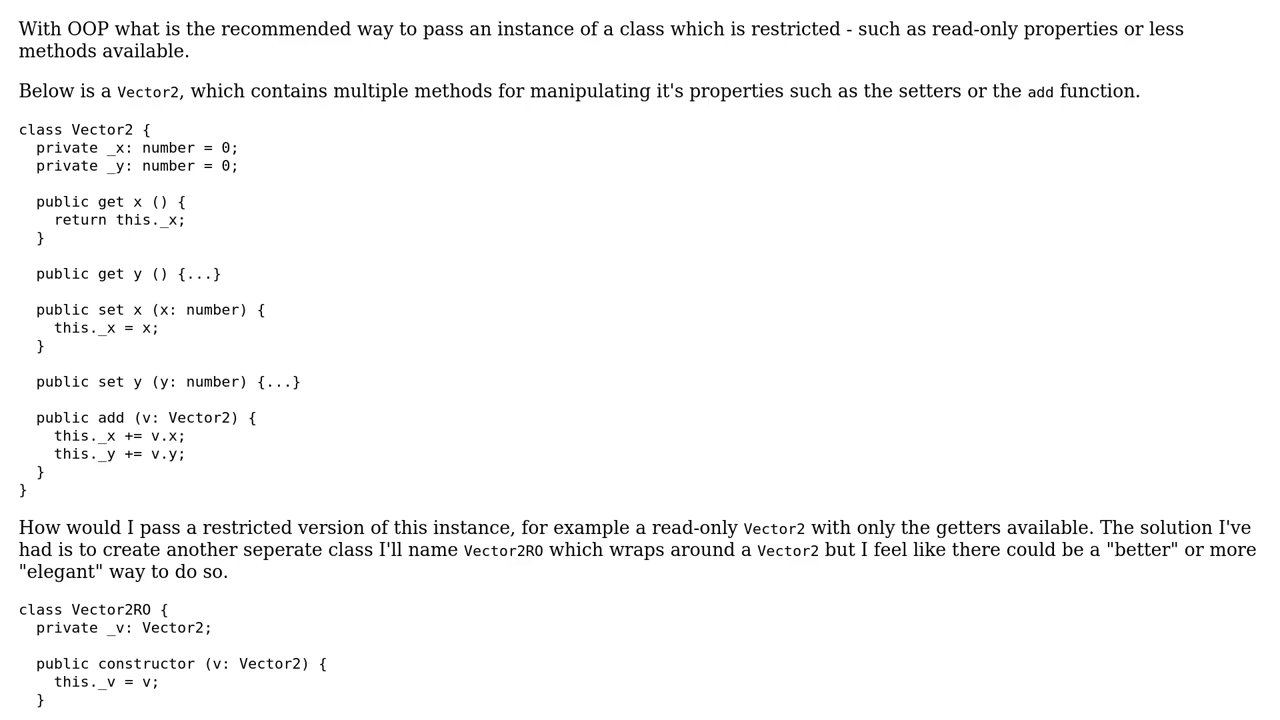 With OOP what is the recommended way to pass an instance of a class which is restricted - such as read-only properties or less
methods available.
Below is a Vector2, which contains multiple methods for manipulating it's properties such as the setters or the add function.
class Vector2 {
  private _x: number = 0;
  private _y: number = 0;

  public get x () {
    return this._x;
  }

  public get y () {...}

  public set x (x: number) {
    this._x = x;
  }

  public set y (y: number) {...}

  public add (v: Vector2) {
    this._x += v.x;
    this._y += v.y;
  }
}
How would I pass a restricted version of this instance, for example a read-only Vector2 with only the getters available. The solution I've
had is to create another seperate class I'll name Vector2RO which wraps around a Vector2 but I feel like there could be a "better" or more
"elegant" way to do so.
class Vector2RO {
  private _v: Vector2;

  public constructor (v: Vector2) {
    this._v = v;
  }